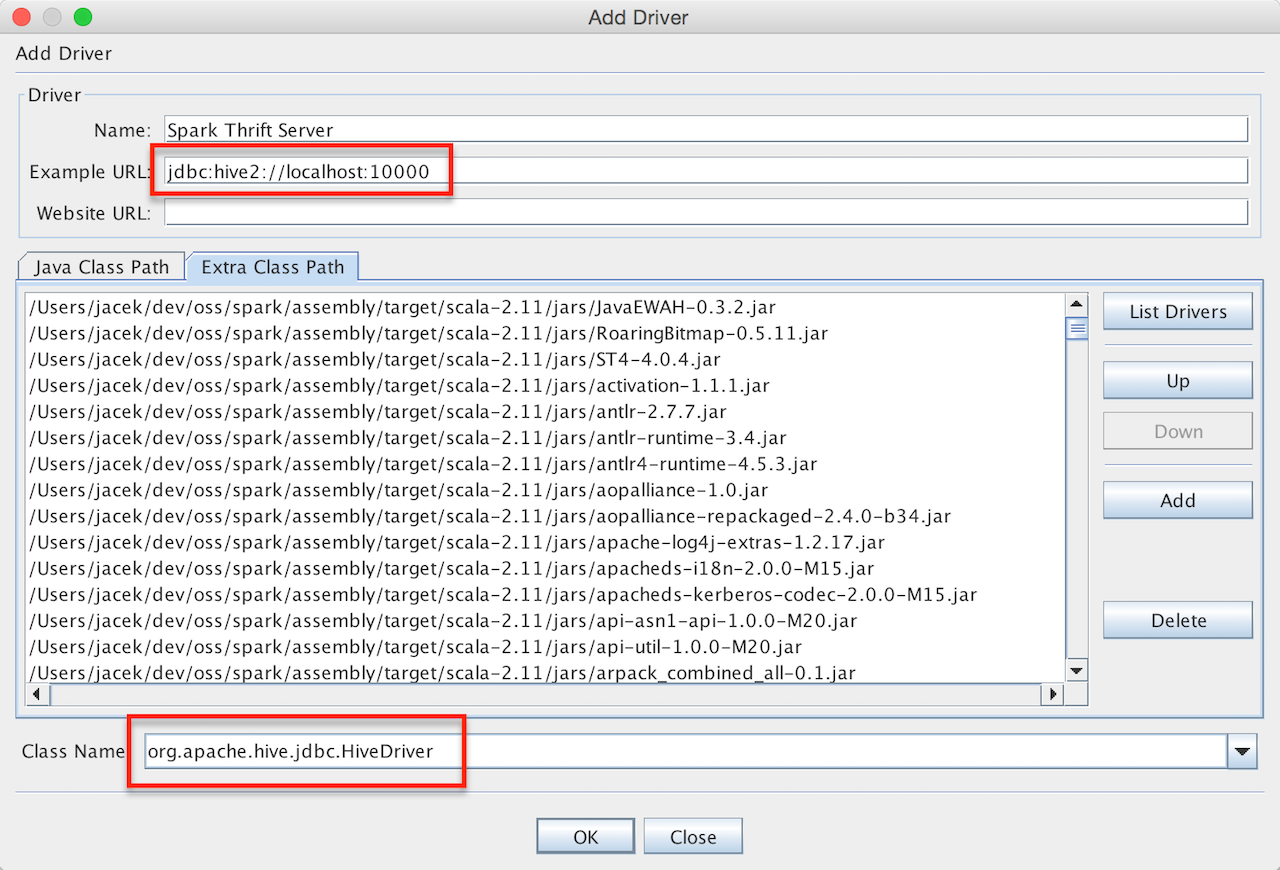 Add Driver
Add Driver
Driver
Name: Spark Thrift Server
Example URL: jdbc:hive2://localhost:10000
Website URL:
Java Class Path Extra Class Path
/Users/jacek/dev/oss/spark/assembly/target/scala-2.11/jars/JavaEWAH-0.3.2.jar
/Users/jacek/dev/oss/spark/assembly/target/scala-2.11/jars/RoaringBitmap-0.5.11.jar
/Users/jacek/dev/oss/spark/assembly/target/scala-2.11/jars/ST4-4.0.4.jar
/Users/jacek/dev/oss/spark/assembly/target/scala-2.11/jars/activation-1.1.1.jar
/Users/jacek/dev/oss/spark/assembly/target/scala-2.11/jars/antlr-2.7.7.jar
/Users/jacek/dev/oss/spark/assembly/target/scala-2.11/jars/antlr-runtime-3.4.jar
/Users/jacek/dev/oss/spark/assembly/target/scala-2.11/jars/antlr4-runtime-4.5.3.jar
/Users/jacek/dev/oss/spark/assembly/target/scala-2.11/jars/aopalliance-1.0.jar
/Users/jacek/dev/oss/spark/assembly/target/scala-2.11/jars/aopalliance-repackaged-2.4.0-b34.jar
/Users/jacek/dev/oss/spark/assembly/target/scala-2.11/jars/apache-log4j-extras-1.2.17.jar
/Users/jacek/dev/oss/spark/assembly/target/scala-2.11/jars/apacheds-i18n-2.0.0-M15.jar
/Users/jacek/dev/oss/spark/assembly/target/scala-2.11/jars/apacheds-kerberos-codec-2.0.0-M15.jar
/Users/jacek/dev/oss/spark/assembly/target/scala-2.11/jars/api-asn1-api-1.0.0-M20.jar
/Users/jacek/dev/oss/spark/assembly/target/scala-2.11/jars/api-util-1.0.0-M20.jar
/Users/jacek/dev/oss/spark/assembly/target/scala-2.11/jars/arpack_combined_all-0.1.jar
List Drivers
Up
Down
Add
Delete
Class Name org.apache.hive.jdbc.HiveDriver
OK Close